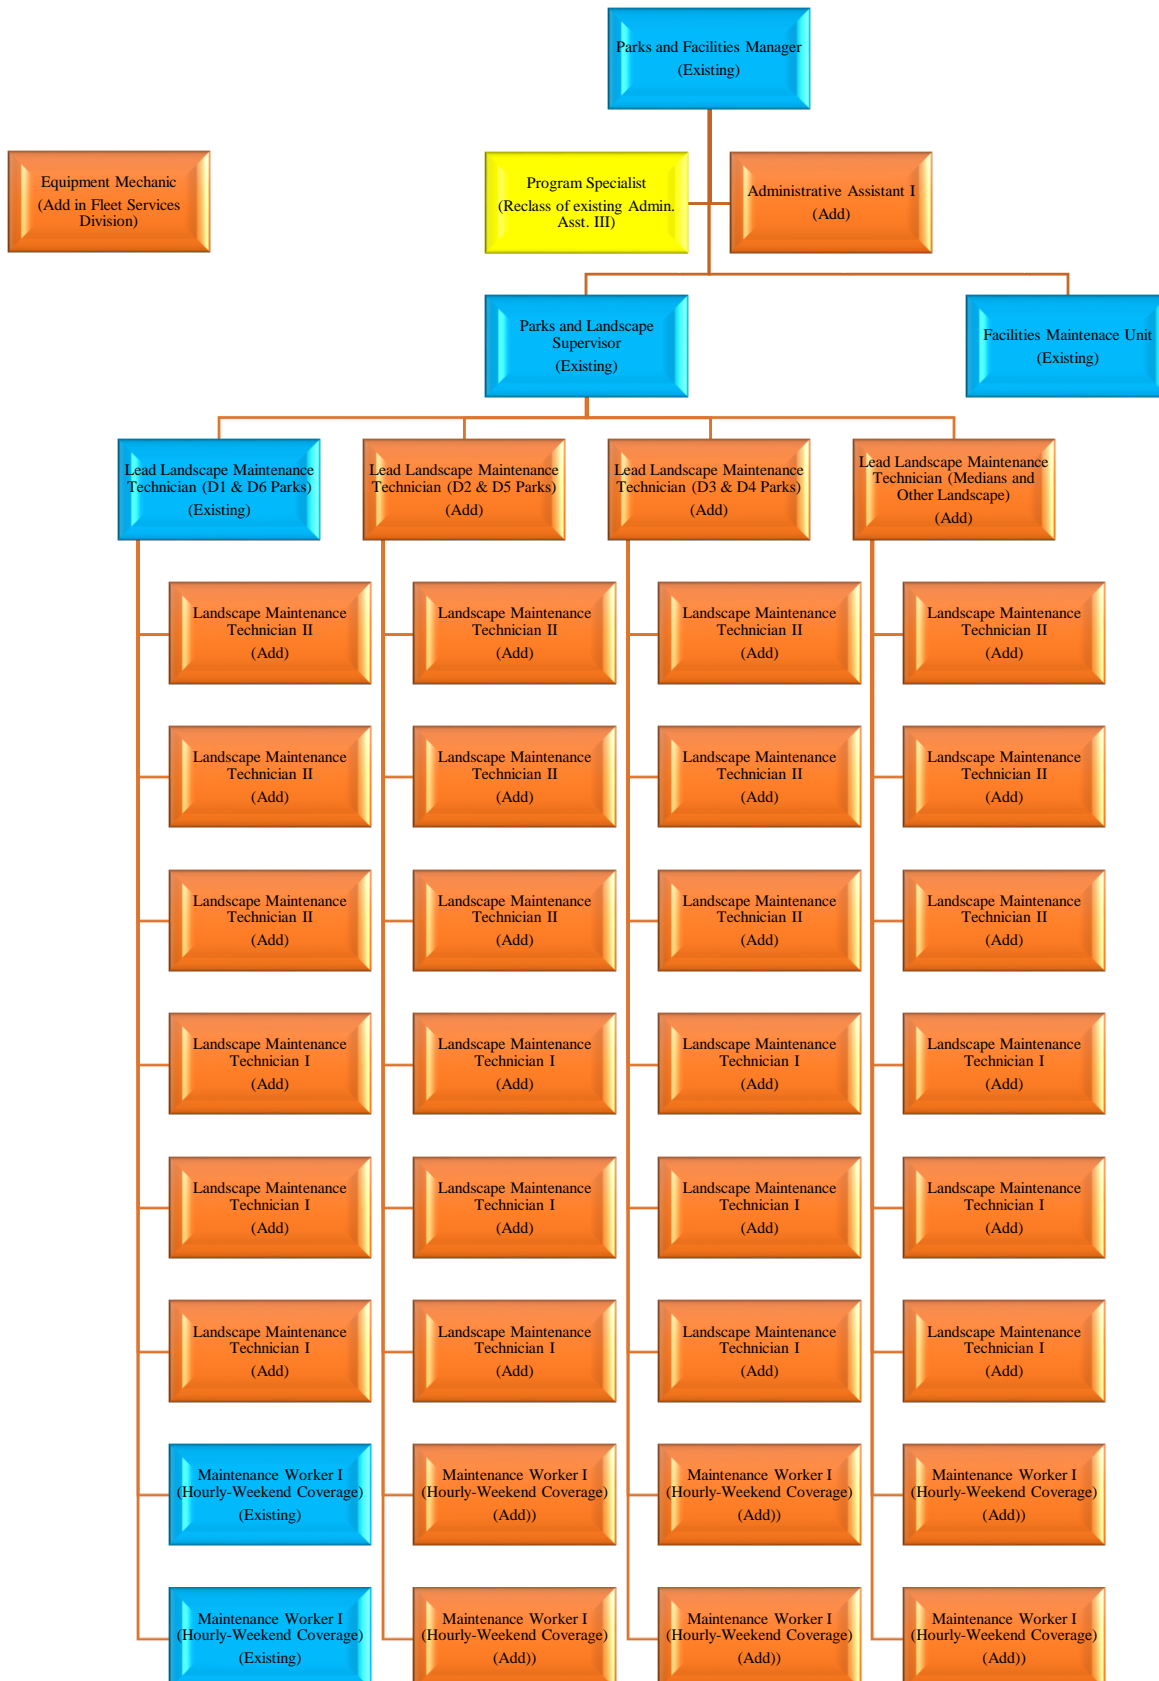 Parks and Facilities Manager
(Existing)
Equipment Mechanic
(Add in Fleet Services
Division)
Program Specialist
(Reclass of existing Admin.
Asst. III)
Administrative Assistant I
(Add)
Parks and Landscape
Supervisor
(Existing)
Facilities Maintenace Unit
(Existing)
Lead Landscape Maintenance
Technician (D1 & D6 Parks)
(Existing)
Lead Landscape Maintenance
Technician (D2 & D5 Parks)
(Add)
Lead Landscape Maintenance
Technician (D3 & D4 Parks)
(Add)
Lead Landscape Maintenance
Technician (Medians and
Other Landscape)
(Add)
Landscape Maintenance
Technician II
(Add)
Landscape Maintenance
Technician II
(Add)
Landscape Maintenance
Technician II
(Add)
Landscape Maintenance
Technician II
(Add)
Landscape Maintenance
Technician II
(Add)
Landscape Maintenance
Technician II
(Add)
Landscape Maintenance
Technician II
(Add)
Landscape Maintenance
Technician II
(Add)
Landscape Maintenance
Technician II
(Add)
Landscape Maintenance
Technician II
(Add)
Landscape Maintenance
Technician II
(Add)
Landscape Maintenance
Technician II
(Add)
Landscape Maintenance
Technician I
(Add)
Landscape Maintenance
Technician I
(Add)
Landscape Maintenance
Technician I
(Add)
Landscape Maintenance
Technician I
(Add)
Landscape Maintenance
Technician I
(Add)
Landscape Maintenance
Technician I
(Add)
Landscape Maintenance
Technician I
(Add)
Landscape Maintenance
Technician I
(Add)
Landscape Maintenance
Technician I
(Add)
Landscape Maintenance
Technician I
(Add)
Landscape Maintenance
Technician I
(Add)
Landscape Maintenance
Technician I
(Add)
Maintenance Worker I
(Hourly-Weekend Coverage)
(Existing)
Maintenance Worker I
(Hourly-Weekend Coverage)
(Add))
Maintenance Worker I
(Hourly-Weekend Coverage)
(Add))
Maintenance Worker I
(Hourly-Weekend Coverage)
(Add))
Maintenance Worker I
(Hourly-Weekend Coverage)
(Existing)
Maintenance Worker I
(Hourly-Weekend Coverage)
(Add))
Maintenance Worker I
(Hourly-Weekend Coverage)
(Add))
Maintenance Worker I
(Hourly-Weekend Coverage)
(Add))